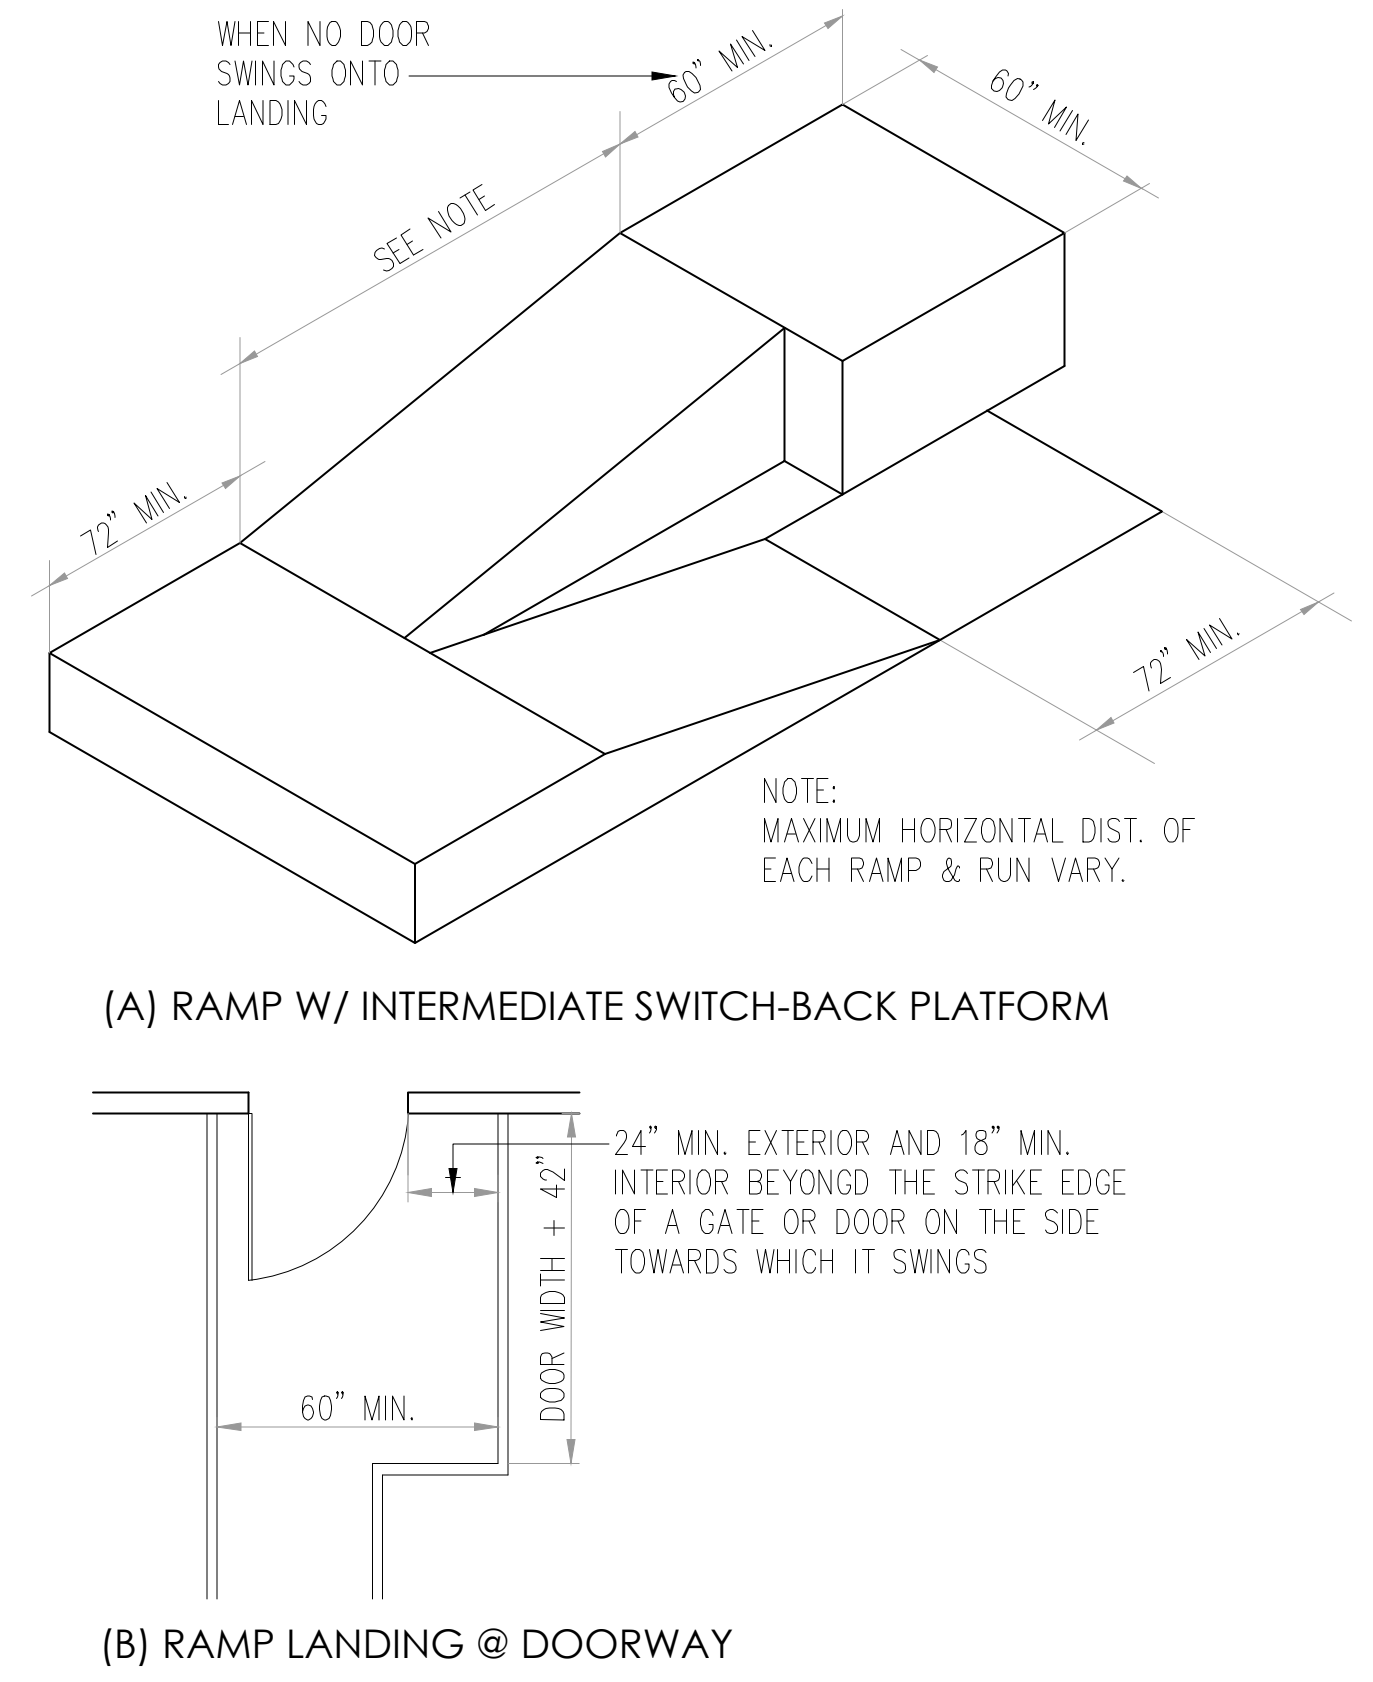 WHEN NO DOOR
SWINGS ONTO
LANDING
60" MIN.
60" MIN.
SEE NOTE
72" MIN.
72" MIN.
NOTE:
MAXIMUM HORIZONTAL DIST. OF
EACH RAMP & RUN VARY.
(A) RAMP W/ INTERMEDIATE SWITCH-BACK PLATFORM
24" MIN. EXTERIOR AND 18" MIN.
INTERIOR BEYONGD THE STRIKE EDGE
OF A GATE OR DOOR ON THE SIDE
TOWARDS WHICH IT SWINGS
DOOR WIDTH + 42"
60" MIN.
(B) RAMP LANDING @ DOORWAY